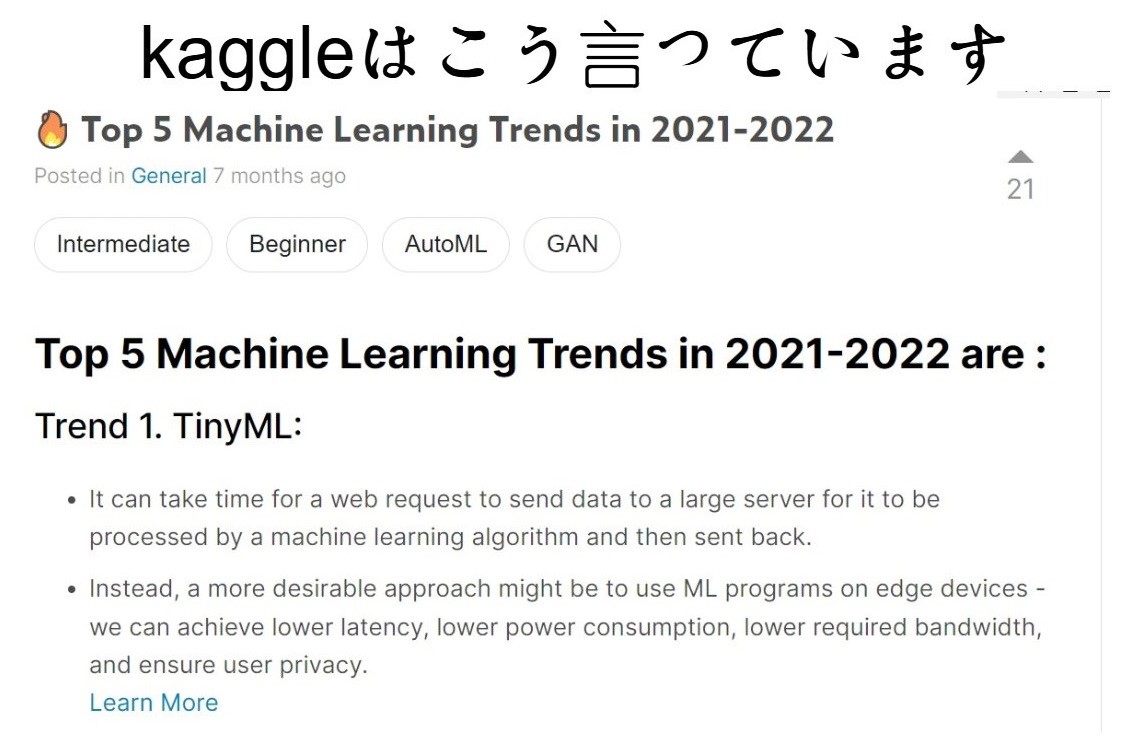 kaggleはこう言つています
Top 5 Machine Learning Trends in 2021-2022
Posted in General 7 months ago
21
Intermediate Beginner AutoML GAN
Top 5 Machine Learning Trends in 2021-2022 are :
Trend 1. TinyML:
• It can take time for a web request to send data to a large server for it to be
processed by a machine learning algorithm and then sent back.
• Instead, a more desirable approach might be to use ML programs on edge devices -
we can achieve lower latency, lower power consumption, lower required bandwidth,
and ensure user privacy.
Learn More